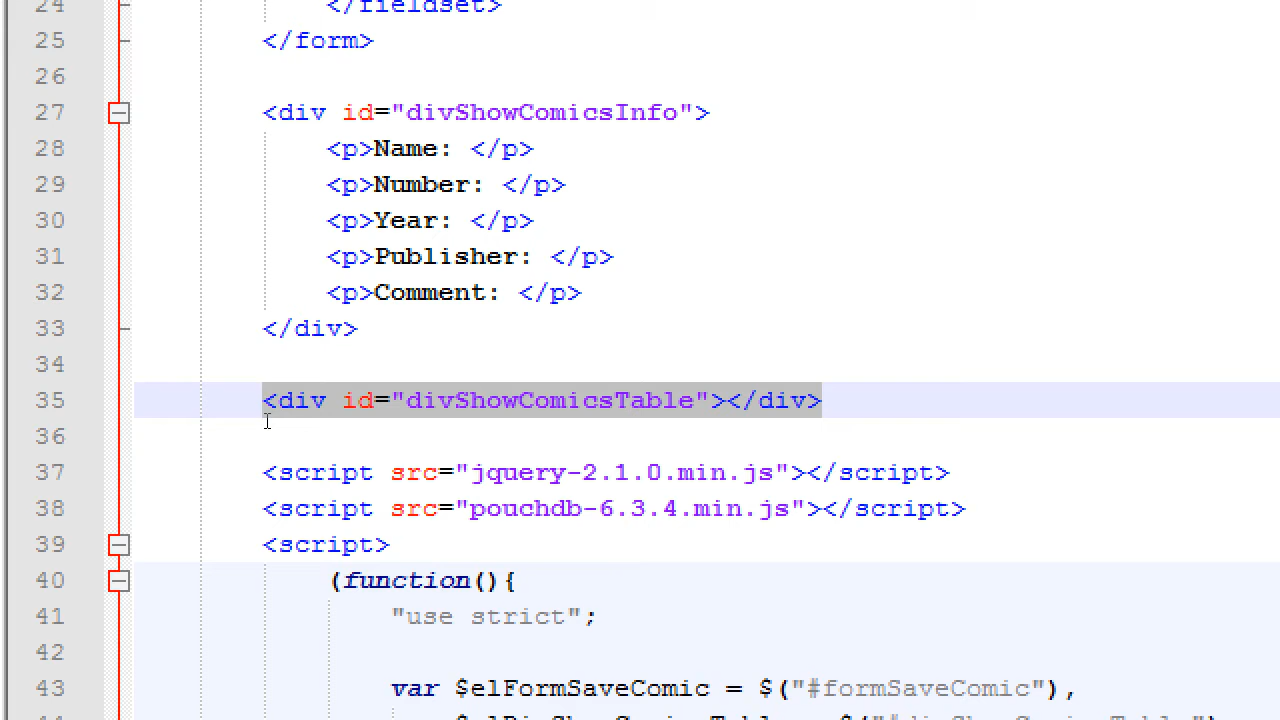 24 </fieldset>
25 </form>
26
27 <div id="divShowComicsInfo">
28 <p>Name: </p>
29 <p>Number: </p>
30 <p>Year: </p>
31 <p>Publisher: </p>
32 <p>Comment: </p>
33 </div>
34
35 <div id="divShowComicsTable"></div>
36
37 <script src="jquery-2.1.0.min.js"></script>
38 <script src="pouchdb-6.3.4.min.js"></script>
39 <script>
40 (function(){
41 "use strict";
42
43 var $elFormSaveComic = $("#formSaveComic"),